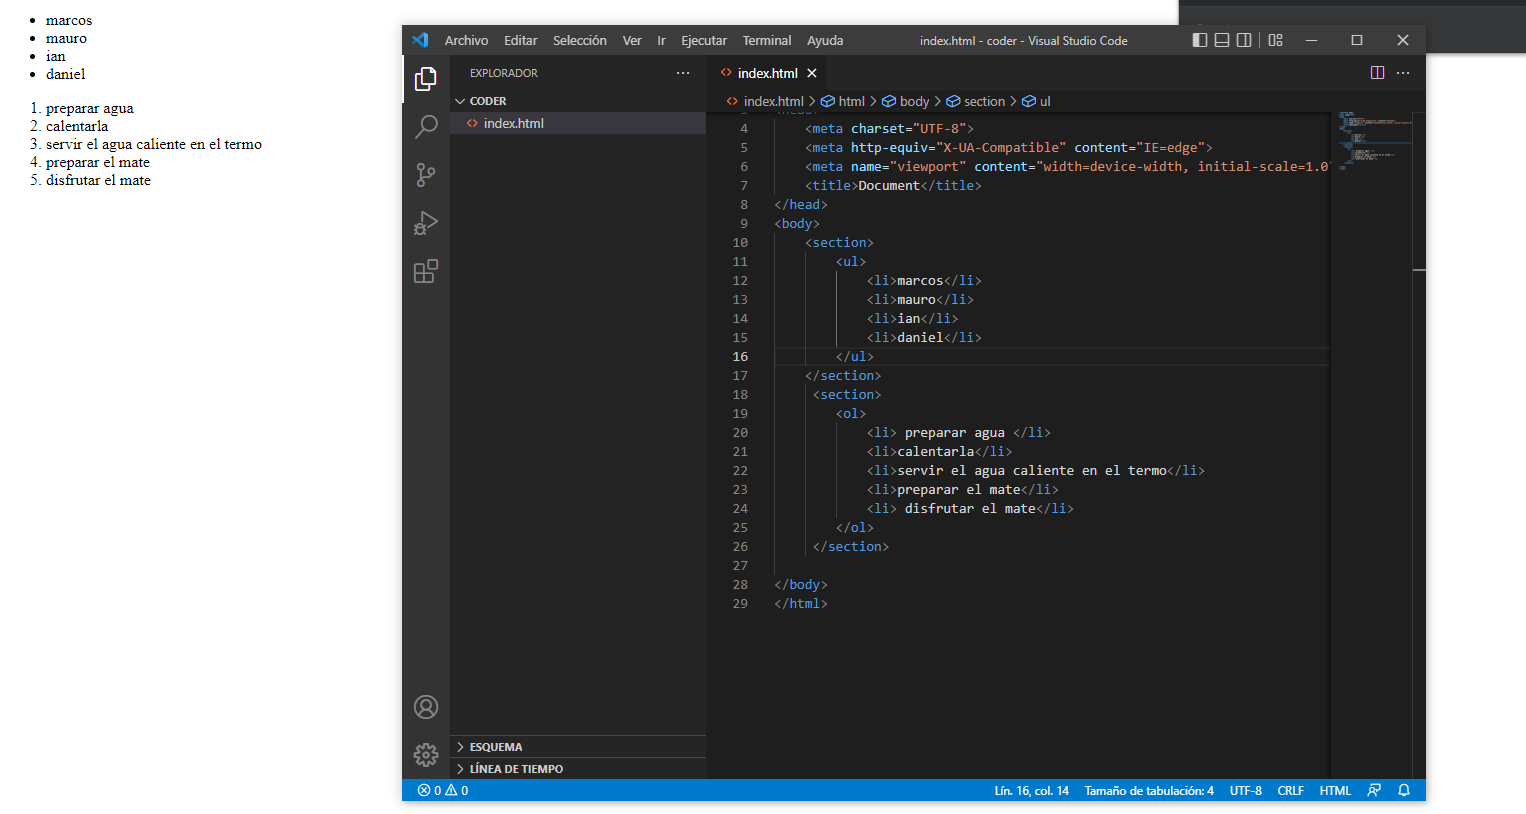 marcos
mauro
ian
daniel
1. preparar agua
2. calentarla
3. servir el agua caliente en el termo
4. preparar el mate
5. disfrutar el mate
Archivo Editar Selección Ver Ir Ejecutar Terminal Ayuda
index.html - coder - Visual Studio Code
EXPLORADOR
CODER
index.html
index.html
index.html > html > body > section > ul
4 <meta charset="UTF-8">
5 <meta http-equiv="X-UA-Compatible" content="IE=edge">
6 <meta name="viewport" content="width=device-width, initial-scale=1.0"
7 <title>Document</title>
8 </head>
9 <body>
10 <section>
11 <ul>
12 <li>marcos</li>
13 <li>mauro</li>
14 <li>ian</li>
15 <li>daniel</li>
16 </ul>
17 </section>
18 <section>
19 <ol>
20 <li> preparar agua </li>
21 <li>calentarla</li>
22 <li>servir el agua caliente en el termo</li>
23 <li>preparar el mate</li>
24 <li> disfrutar el mate</li>
25 </ol>
26 </section>
27
28 </body>
29 </html>
ESQUEMA
LÍNEA DE TIEMPO
0 0
Lín. 16, col. 14 Tamaño de tabulación: 4 UTF-8 CRLF HTML